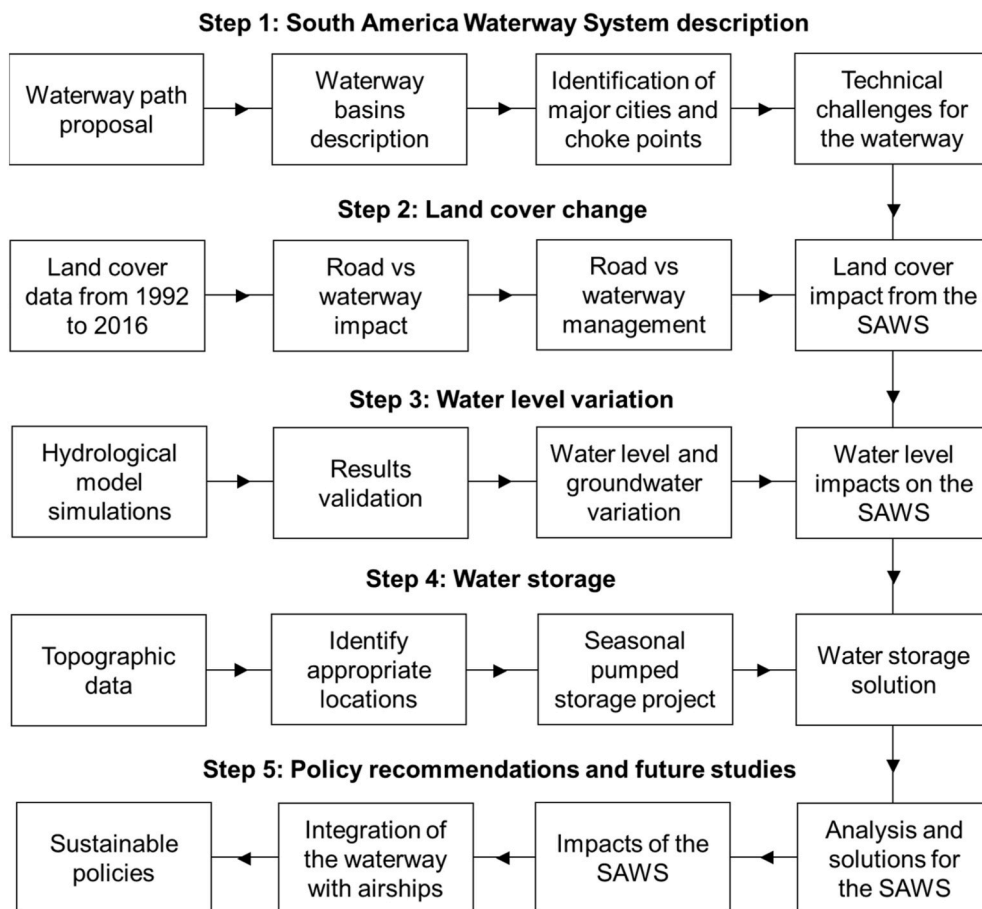 Step 1: South America Waterway System description
Waterway path
proposal
Waterway
basins
description
Identification of
major cities and
choke points
Technical
challenges for
the waterway
Step 2: Land cover change
Land cover
data from 1992
to 2016
Road vs
waterway
impact
Road vs
waterway
management
Land cover
impact from the
SAWS
Step 3: Water level variation
Hydrological
model
simulations
Results
validation
Water level and
groundwater
variation
Water level
impacts on the
SAWS
Step 4: Water storage
Topographic
data
Identify
appropriate
locations
Seasonal
pumped
storage project
Water storage
solution
Step 5: Policy recommendations and future studies
Sustainable
policies
Integration of
the waterway
with airships
Impacts of the
SAWS
Analysis and
solutions for
the SAWS